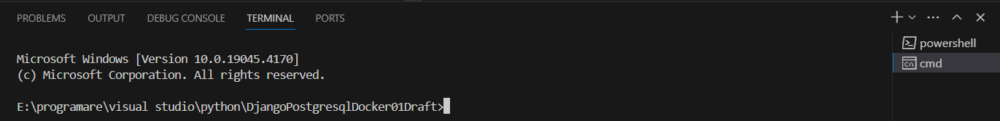 PROBLEMS OUTPUT DEBUG CONSOLE TERMINAL PORTS
powershell
cmd
Microsoft Windows [Version 10.0.19045.4170]
(c) Microsoft Corporation. All rights reserved.
E:\programare\visual studio\python\DjangoPostgresqlDocker01Draft>